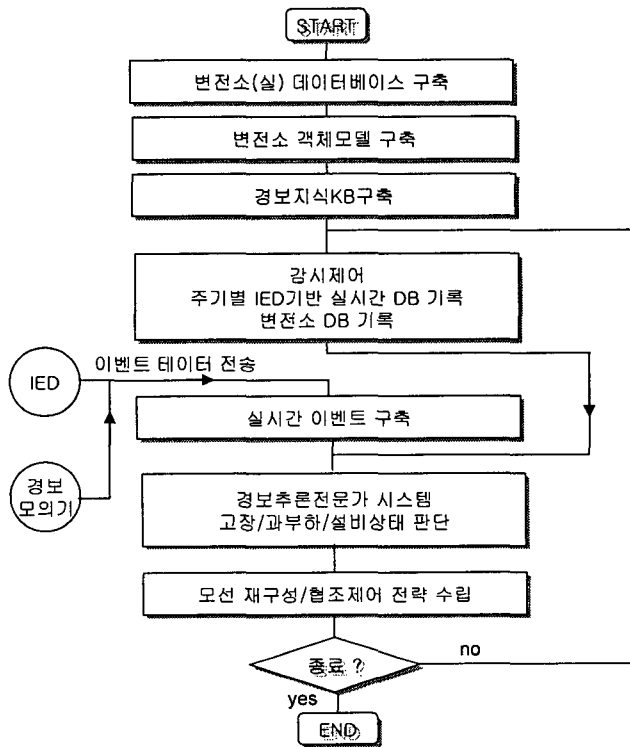 START
변전소(실) 데이터베이스 구축
변전소 객체모델 구축
경보지식KB구축
감시제어
주기별 IED기반 실시간 DB 기록
변전소 DB 기록
이벤트 테이터 전송
IED
실시간 이벤트 구축
경보
모의기
경보추론전문가 시스템
고장/과부하/설비상태 판단
모선 재구성/협조제어 전략 수립
종료 ?
no
yes
END